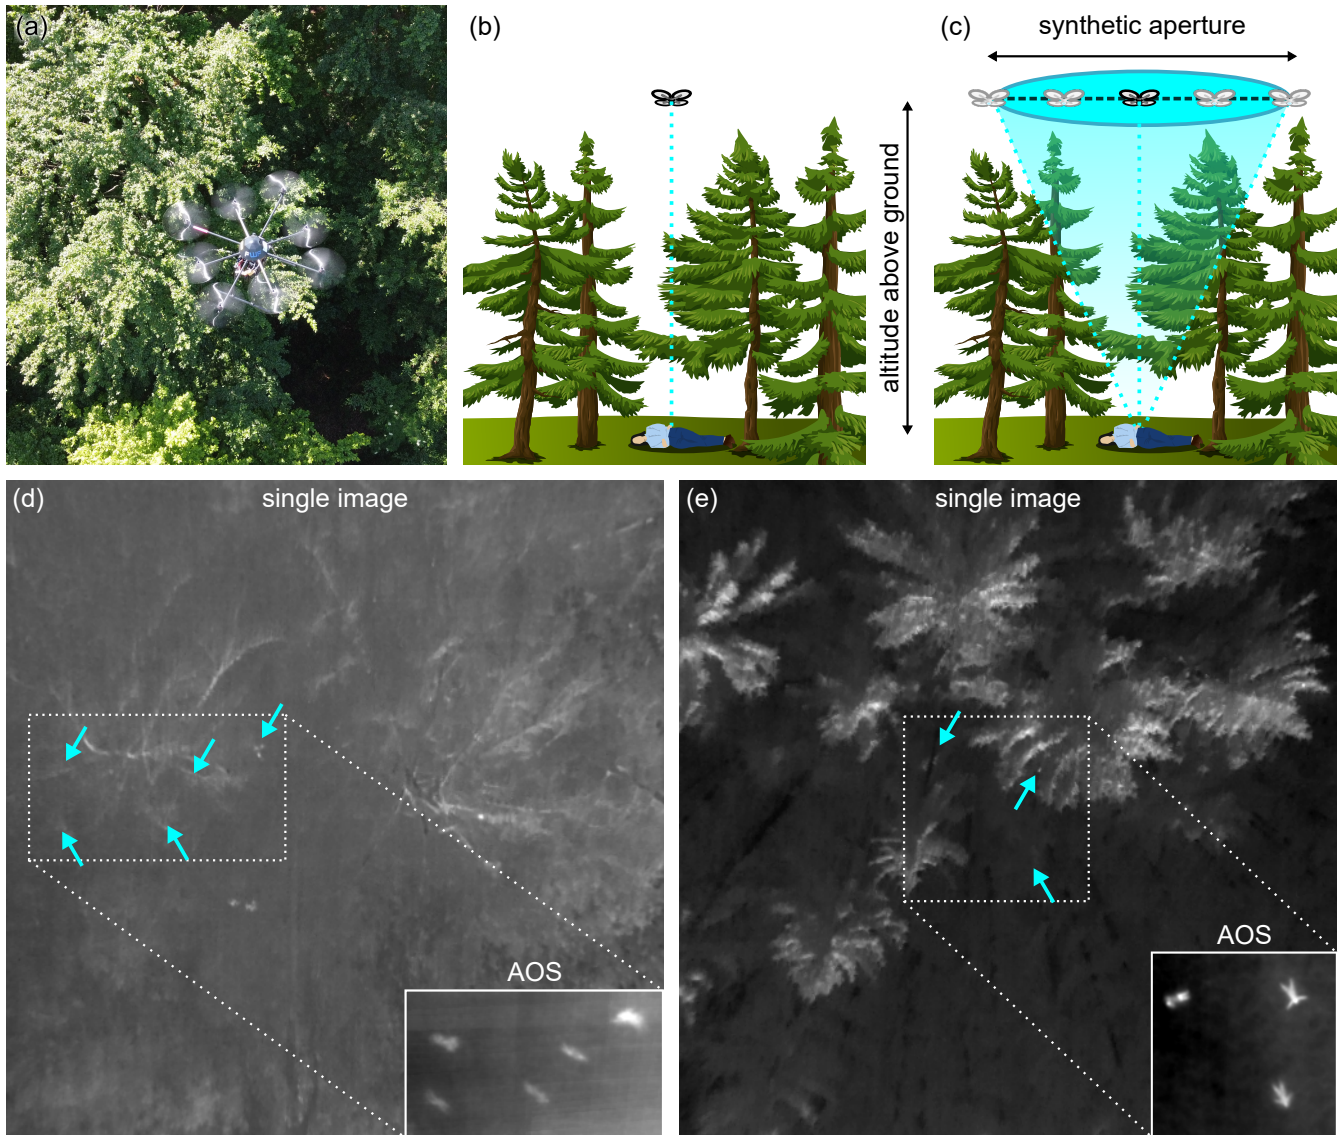 (a)
(b)
(c)
synthetic aperture
altitude above ground
(d)
single image
AOS
(e)
single image
AOS